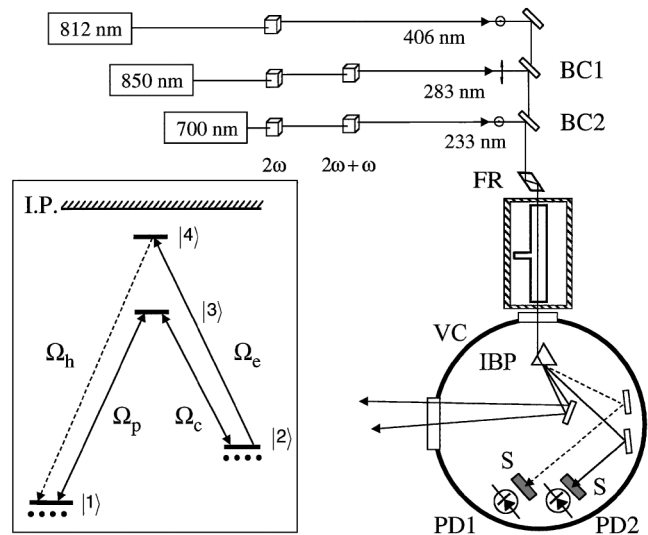 812 nm
406 nm
850 nm
283 nm
BC1
700 nm
233 nm
BC2
2ω
2ω+ω
FR
I.P.
|4⟩
|3⟩
Ωh
Ωe
Ωp
Ωc
|2⟩
|1⟩
VC
IBP
S
S
PD1
PD2